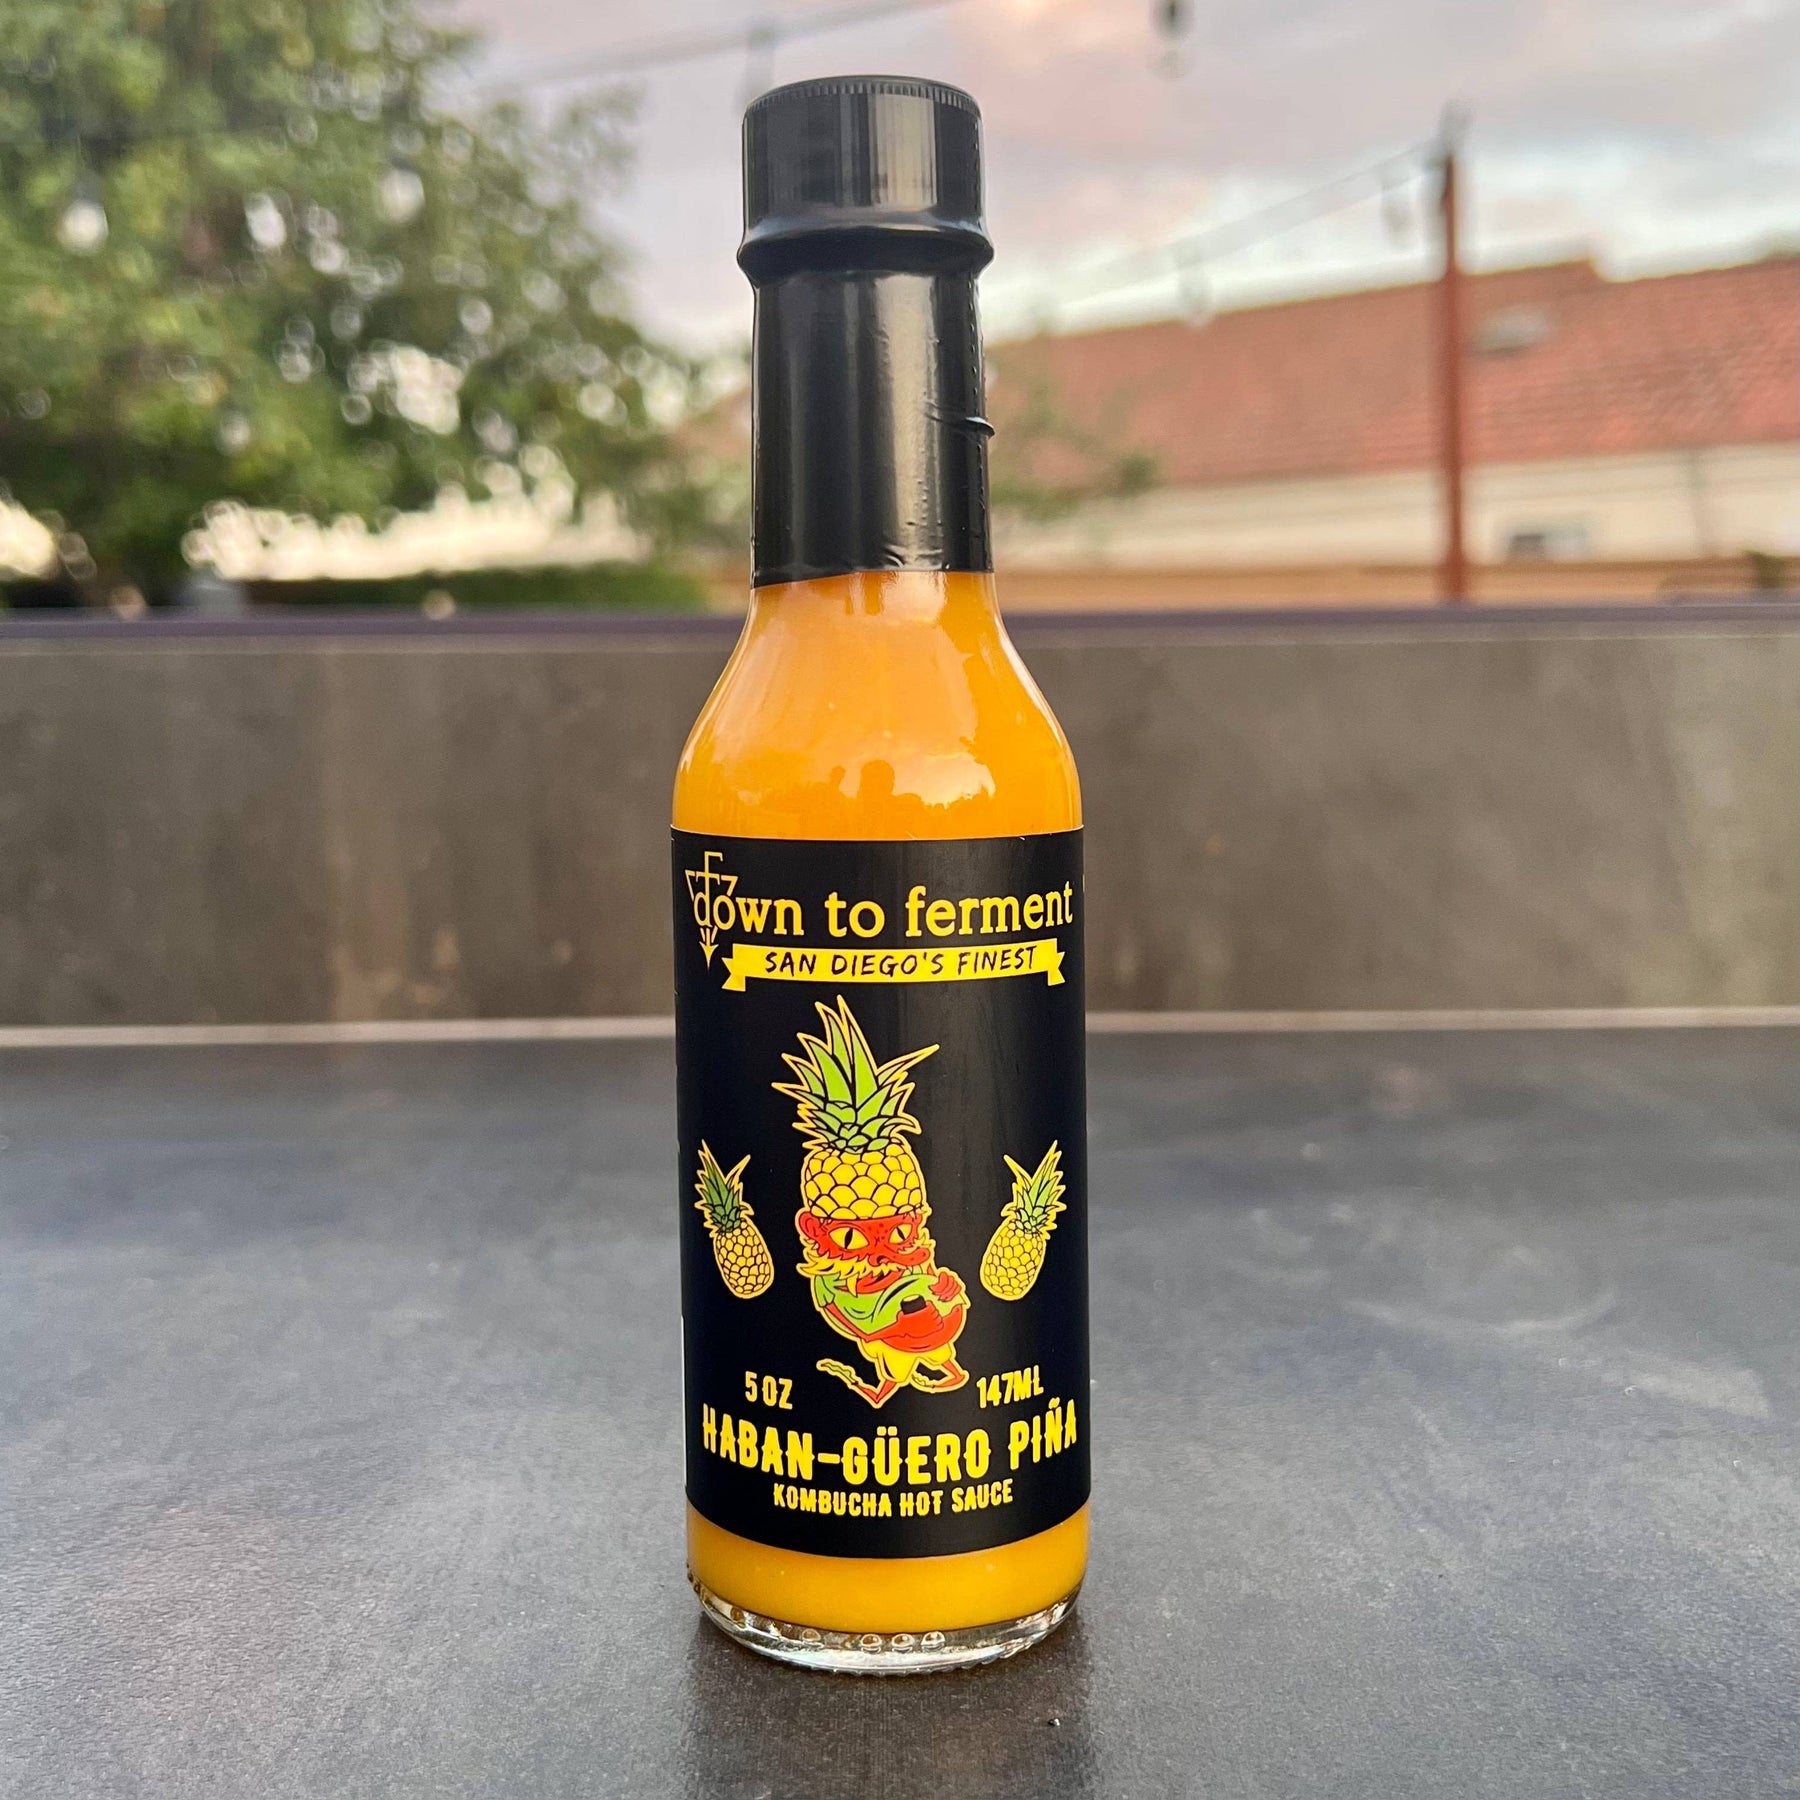 down to ferment
SAN DIEGO'S FINEST
5 OZ 147ML
HABAN-GÜERO PIÑA
KOMBUCHA HOT SAUCE